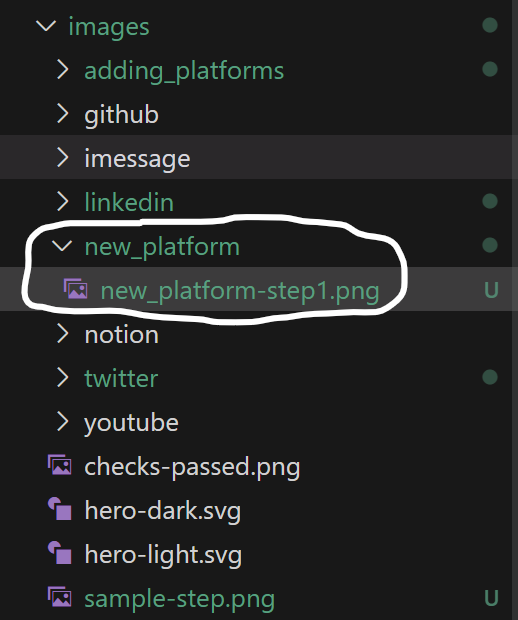 images
adding_platforms
github
imessage
linkedin
new_platform
new_platform-step1.png U
notion
twitter
youtube
checks-passed.png
hero-dark.svg
hero-light.svg
sample-step.png U